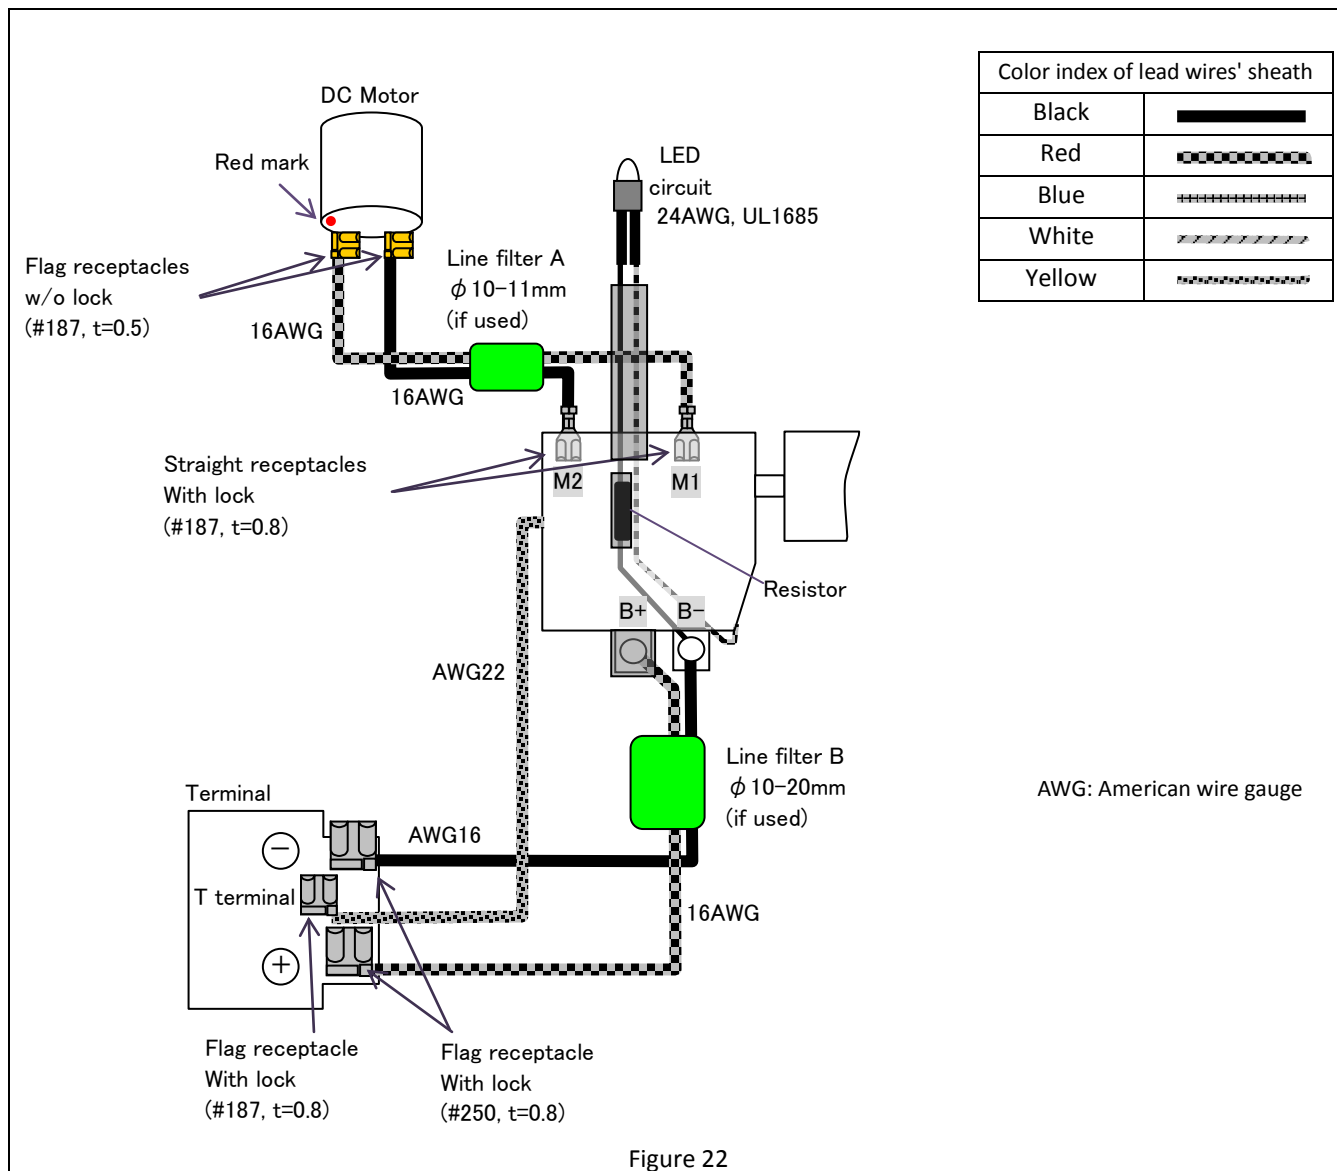 Color index of lead wires' sheath
Black
Red
Blue
White
Yellow
DC Motor
Red mark
LED
circuit
24AWG, UL1685
Flag receptacles
w/o lock
(#187, t=0.5)
Line filter A
ϕ10-11mm
(if used)
16AWG
16AWG
Straight receptacles
With lock
(#187, t=0.8)
M2
M1
Resistor
B+
B-
AWG22
Line filter B
ϕ10-20mm
(if used)
AWG: American wire gauge
Terminal
AWG16
−
T terminal
16AWG
+
Flag receptacle
With lock
(#187, t=0.8)
Flag receptacle
With lock
(#250, t=0.8)
Figure 22